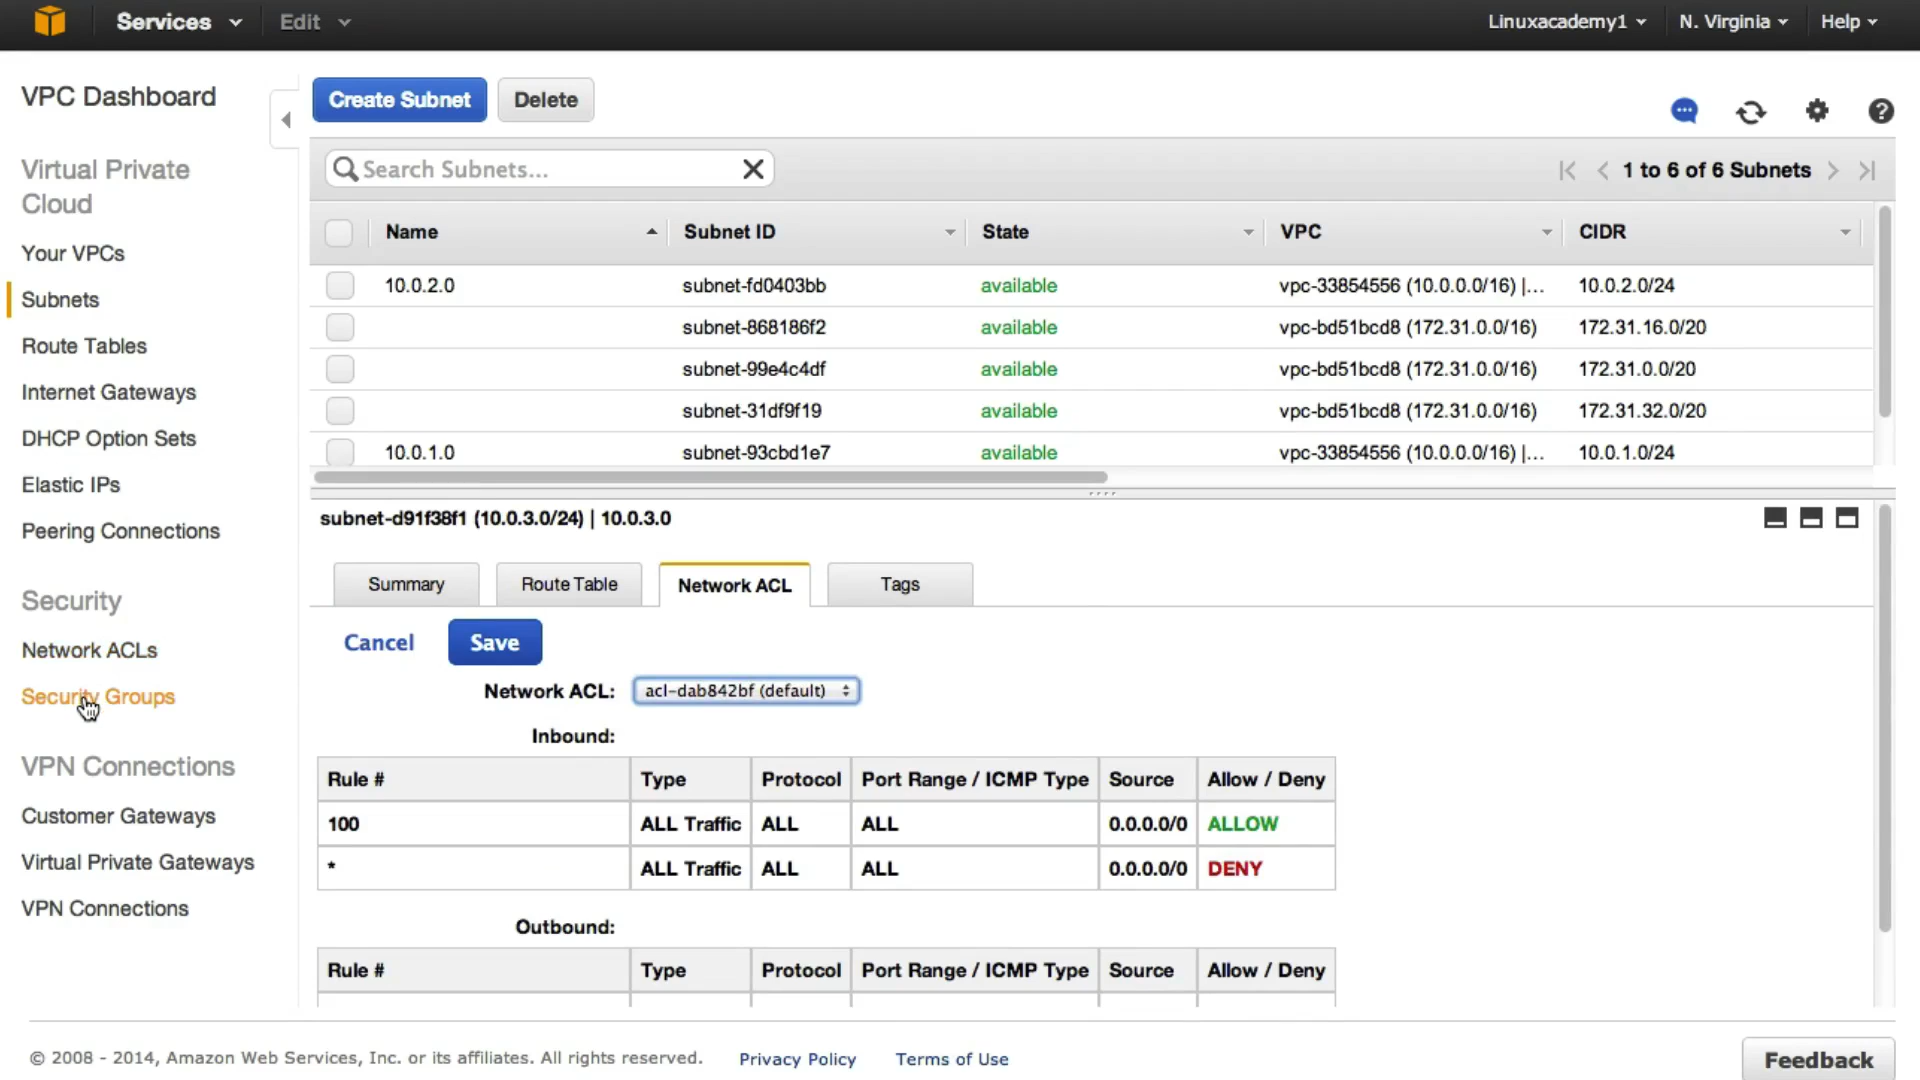 Services Edit Linuxacademy1 N. Virginia Help
VPC Dashboard
Virtual Private
Cloud
Your VPCs
Subnets
Route Tables
Internet Gateways
DHCP Option Sets
Elastic IPs
Peering Connections
Security
Network ACLs
Security Groups
VPN Connections
Customer Gateways
Virtual Private Gateways
VPN Connections
Create Subnet Delete
Search Subnets... 1 to 6 of 6 Subnets
Name Subnet ID State VPC CIDR
10.0.2.0 subnet-fd0403bb available vpc-33854556 (10.0.0.0/16) |... 10.0.2.0/24
subnet-868186f2 available vpc-bd51bcd8 (172.31.0.0/16) 172.31.16.0/20
subnet-99e4c4df available vpc-bd51bcd8 (172.31.0.0/16) 172.31.0.0/20
subnet-31df9f19 available vpc-bd51bcd8 (172.31.0.0/16) 172.31.32.0/20
10.0.1.0 subnet-93cbd1e7 available vpc-33854556 (10.0.0.0/16) |... 10.0.1.0/24
subnet-d91f38f1 (10.0.3.0/24) | 10.0.3.0
Summary Route Table Network ACL Tags
Cancel Save
Network ACL: acl-dab842bf (default)
Inbound:
Rule # Type Protocol Port Range / ICMP Type Source Allow / Deny
100 ALL Traffic ALL ALL 0.0.0.0/0 ALLOW
* ALL Traffic ALL ALL 0.0.0.0/0 DENY
Outbound:
Rule # Type Protocol Port Range / ICMP Type Source Allow / Deny
© 2008 - 2014, Amazon Web Services, Inc. or its affiliates. All rights reserved. Privacy Policy Terms of Use Feedback